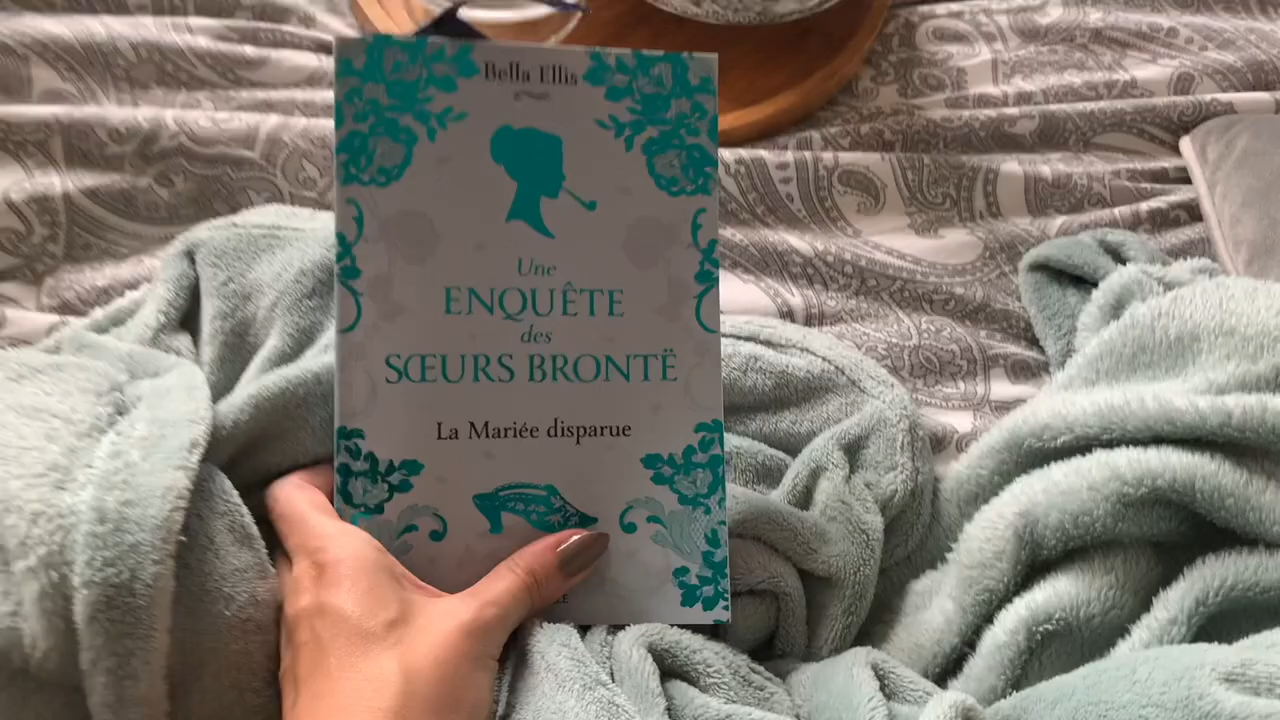 Bella Ellis
Une
ENQUÊTE
des
SŒURS BRONTË
La Mariée disparue